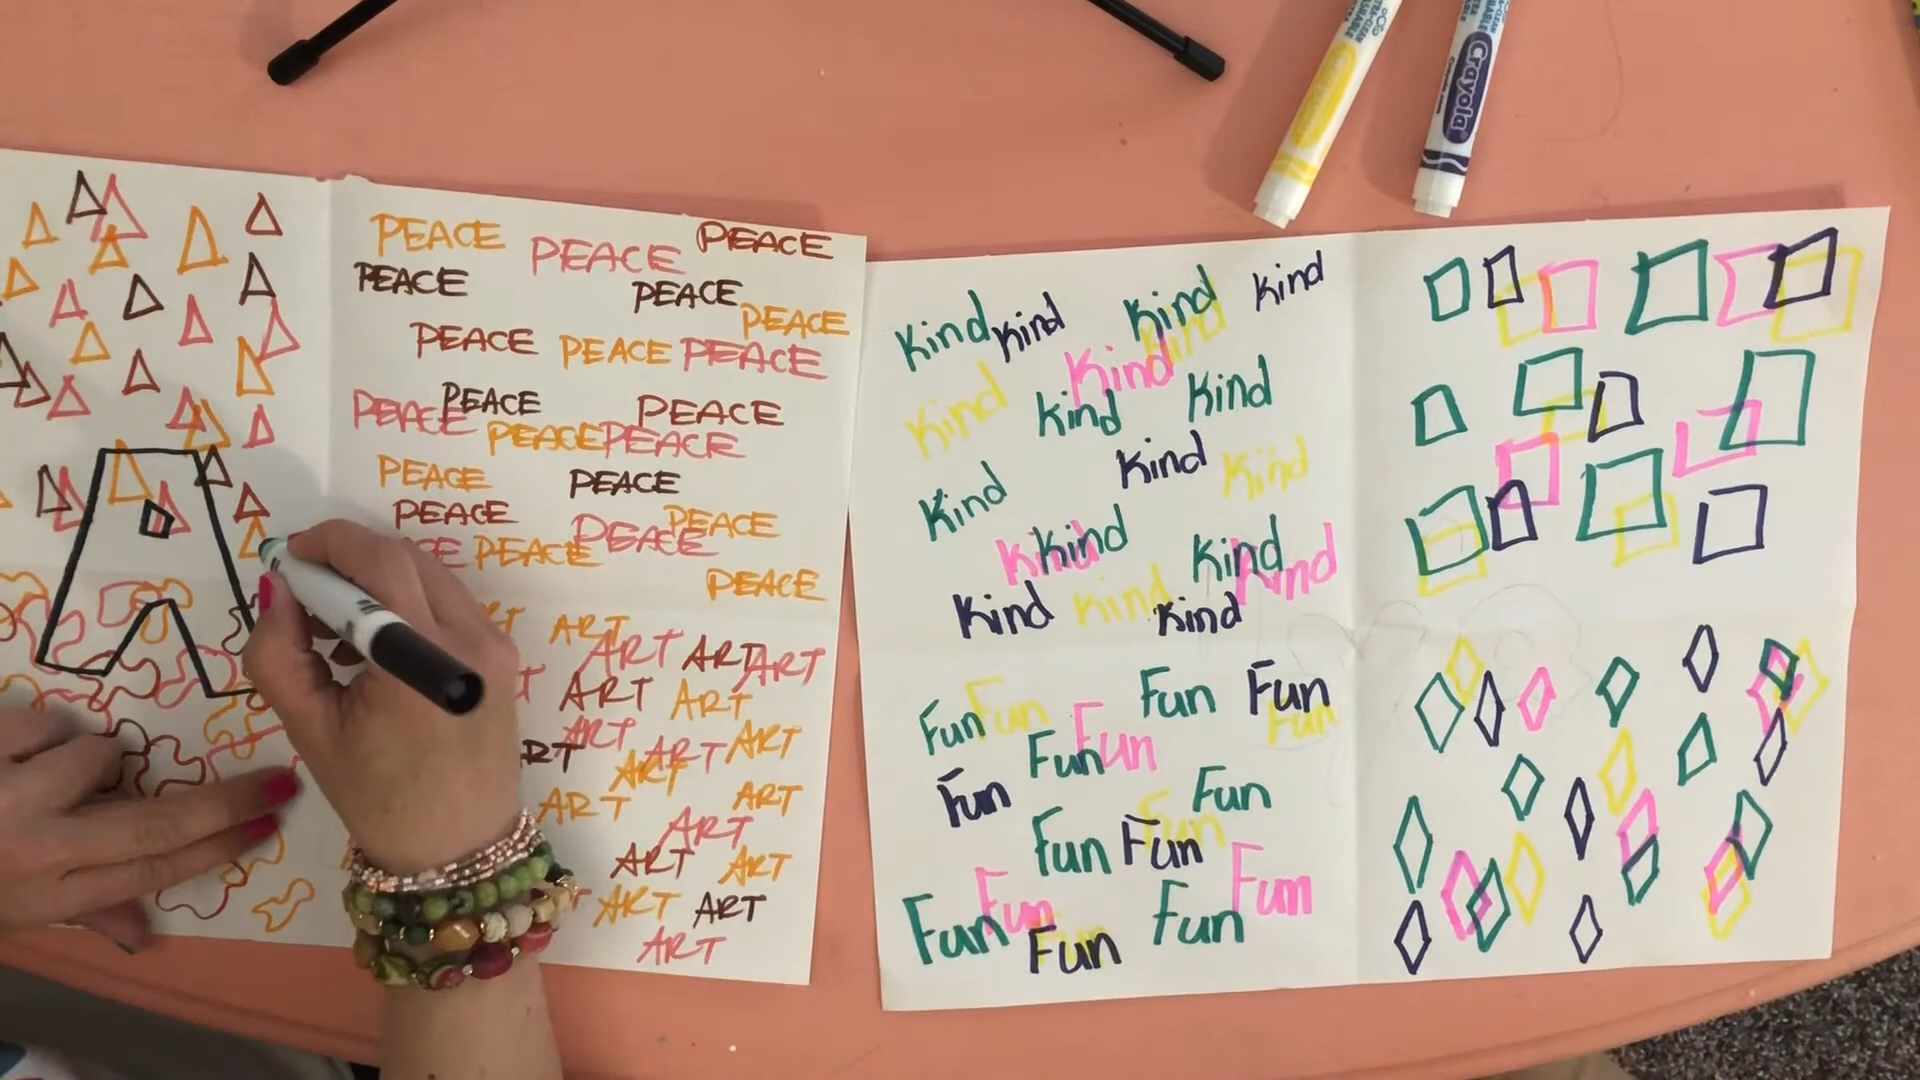 Crayola
Crayola
PEACE PEACE PEACE
PEACE PEACE PEACE
PEACE PEACE PEACE
PEACE PEACE PEACE
PEACE PEACE
PEACE PEACE
PEACE PEACE PEACE
PEACE PEACE
PEACE
ART
ART ART ART
ART ART
ART ART ART ART
ART
ART ART
ART
ART ART
ART ART
ART
A
Kind Kind Kind Kind
Kind Kind
Kind Kind Kind
Kind Kind
Kind
Kind Kind Kind Kind
Kind Kind Kind
Fun Fun Fun Fun
Fun
Fun Fun
Fun Fun
Fun Fun Fun
Fun Fun
Fun Fun
Fun